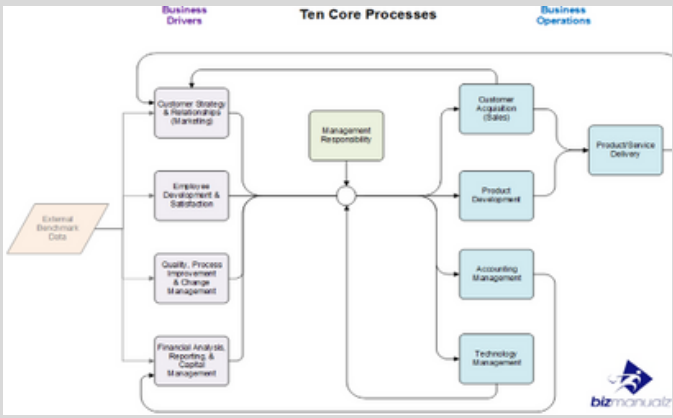 Business
Drivers
Ten Core Processes
Business
Operations
Customer Strategy
& Relationships
(Marketing)
Customer
Acquisition
(Sales)
Management
Responsibility
Product/Service
Delivery
Employee
Development &
Satisfaction
Product
Development
External
Benchmark
Data
Quality, Process
Improvement
& Change
Management
Accounting
Management
Financial Analysis,
Reporting, &
Capital
Management
Technology
Management
bizmanualz